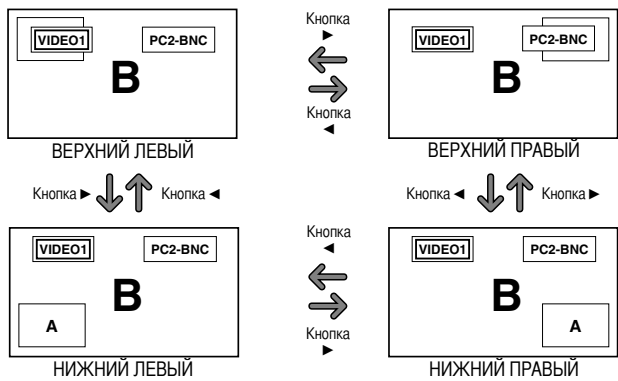 VIDEO1 PC2-BNC
B
ВЕРХНИЙ ЛЕВЫЙ
Кнопка
►
Кнопка
◄
VIDEO1 PC2-BNC
B
ВЕРХНИЙ ПРАВЫЙ
Кнопка ► Кнопка ◄
Кнопка ◄ Кнопка ►
VIDEO1 PC2-BNC
B
A
НИЖНИЙ ЛЕВЫЙ
Кнопка
◄
Кнопка
►
VIDEO1 PC2-BNC
B
A
НИЖНИЙ ПРАВЫЙ